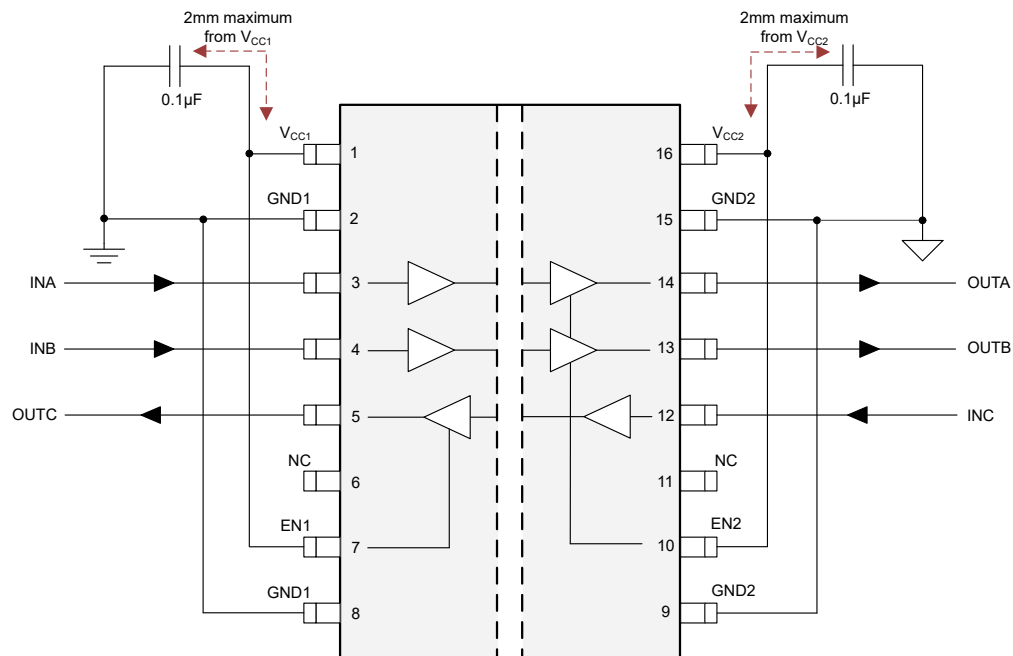 2mm maximum
from VCC1
2mm maximum
from VCC2
0.1µF
0.1µF
VCC1
1
16
VCC2
GND1
2
15
GND2
INA
3
14
OUTA
INB
4
13
OUTB
OUTC
5
12
INC
NC
6
11
NC
EN1
7
10
EN2
GND1
8
9
GND2